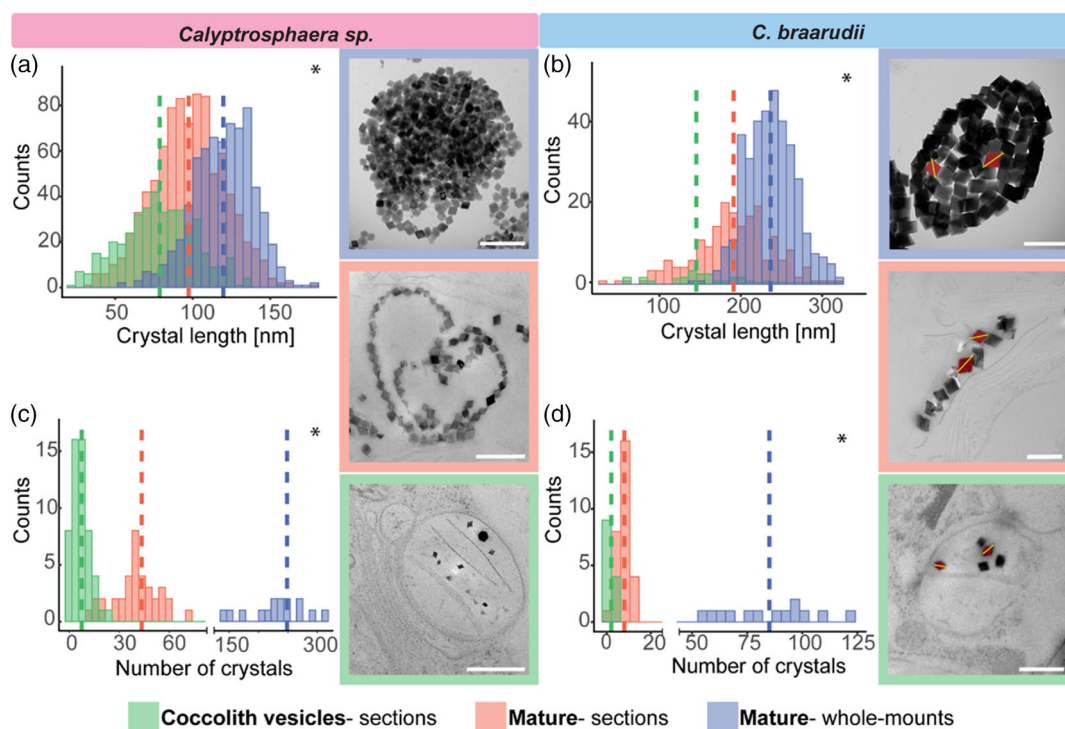 Calyptrosphaera sp.
C. braarudii
(a)
*
80
60
40
20
0
Counts
50
100
150
Crystal length [nm]
(b)
*
40
20
0
Counts
100
200
300
Crystal length [nm]
(c)
*
15
10
5
0
Counts
0
30
60
150
300
Number of crystals
(d)
*
15
10
5
0
Counts
0
20
50
75
100
125
Number of crystals
Coccolith vesicles- sections
Mature- sections
Mature- whole-mounts